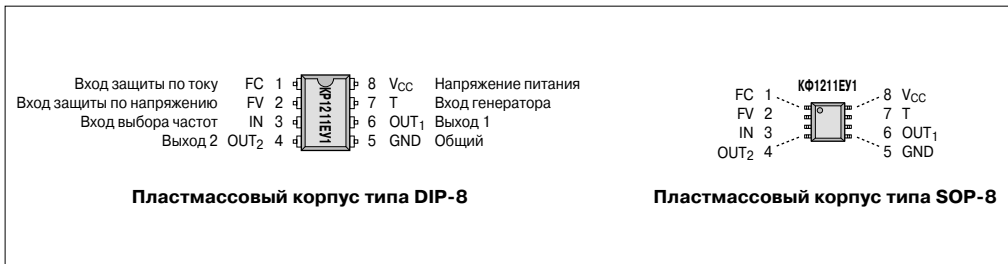 Вход защиты по току FC 1 8 VCC Напряжение питания
Вход защиты по напряжению FV 2 7 T Вход генератора
Вход выбора частот IN 3 6 OUT1 Выход 1
Выход 2 OUT2 4 5 GND Общий
КР1211ЕУ1
Пластмассовый корпус типа DIP-8
КФ1211ЕУ1
FC 1 8 VCC
FV 2 7 T
IN 3 6 OUT1
OUT2 4 5 GND
Пластмассовый корпус типа SOP-8